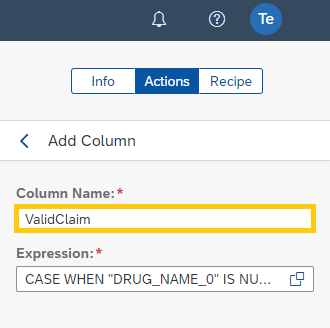 Te
Info Actions Recipe
Add Column
Column Name:*
ValidClaim
Expression:*
CASE WHEN "DRUG_NAME_0" IS NU...